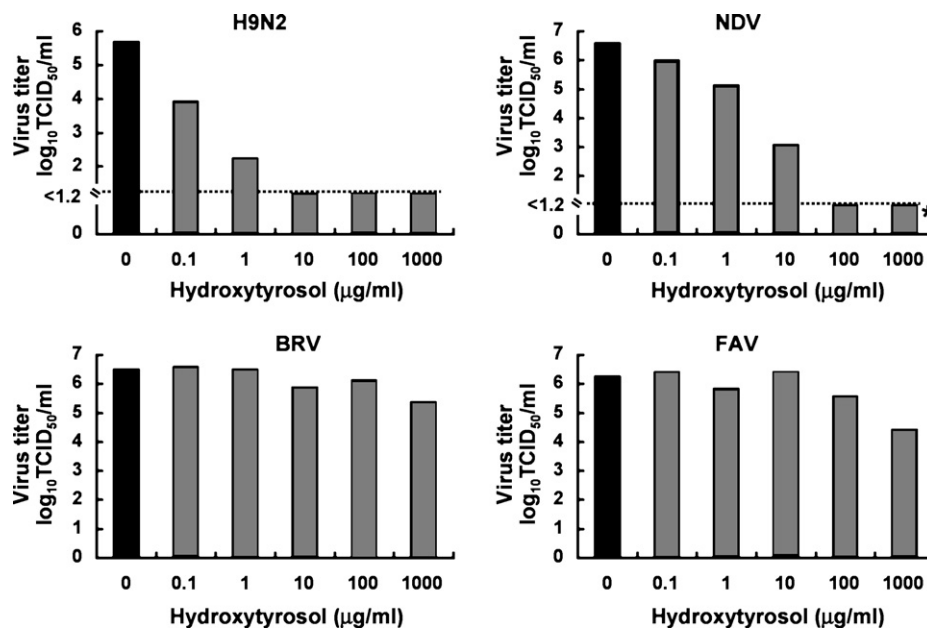 H9N2
Virus titer
log₁₀TCID₅₀/ml
6
5
4
3
2
<1.2
0
0 0.1 1 10 100 1000
Hydroxytyrosol (μg/ml)
NDV
Virus titer
log₁₀TCID₅₀/ml
7
6
5
4
3
2
<1.2
0
*
0 0.1 1 10 100 1000
Hydroxytyrosol (μg/ml)
BRV
Virus titer
log₁₀TCID₅₀/ml
7
6
5
4
3
2
1
0
0 0.1 1 10 100 1000
Hydroxytyrosol (μg/ml)
FAV
Virus titer
log₁₀TCID₅₀/ml
7
6
5
4
3
2
1
0
0 0.1 1 10 100 1000
Hydroxytyrosol (μg/ml)